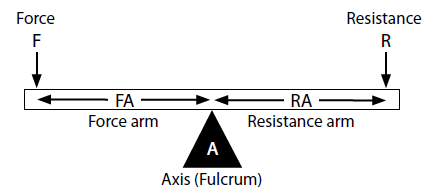 Force
F
Resistance
R
FA
RA
Force arm
Resistance arm
A
Axis (Fulcrum)